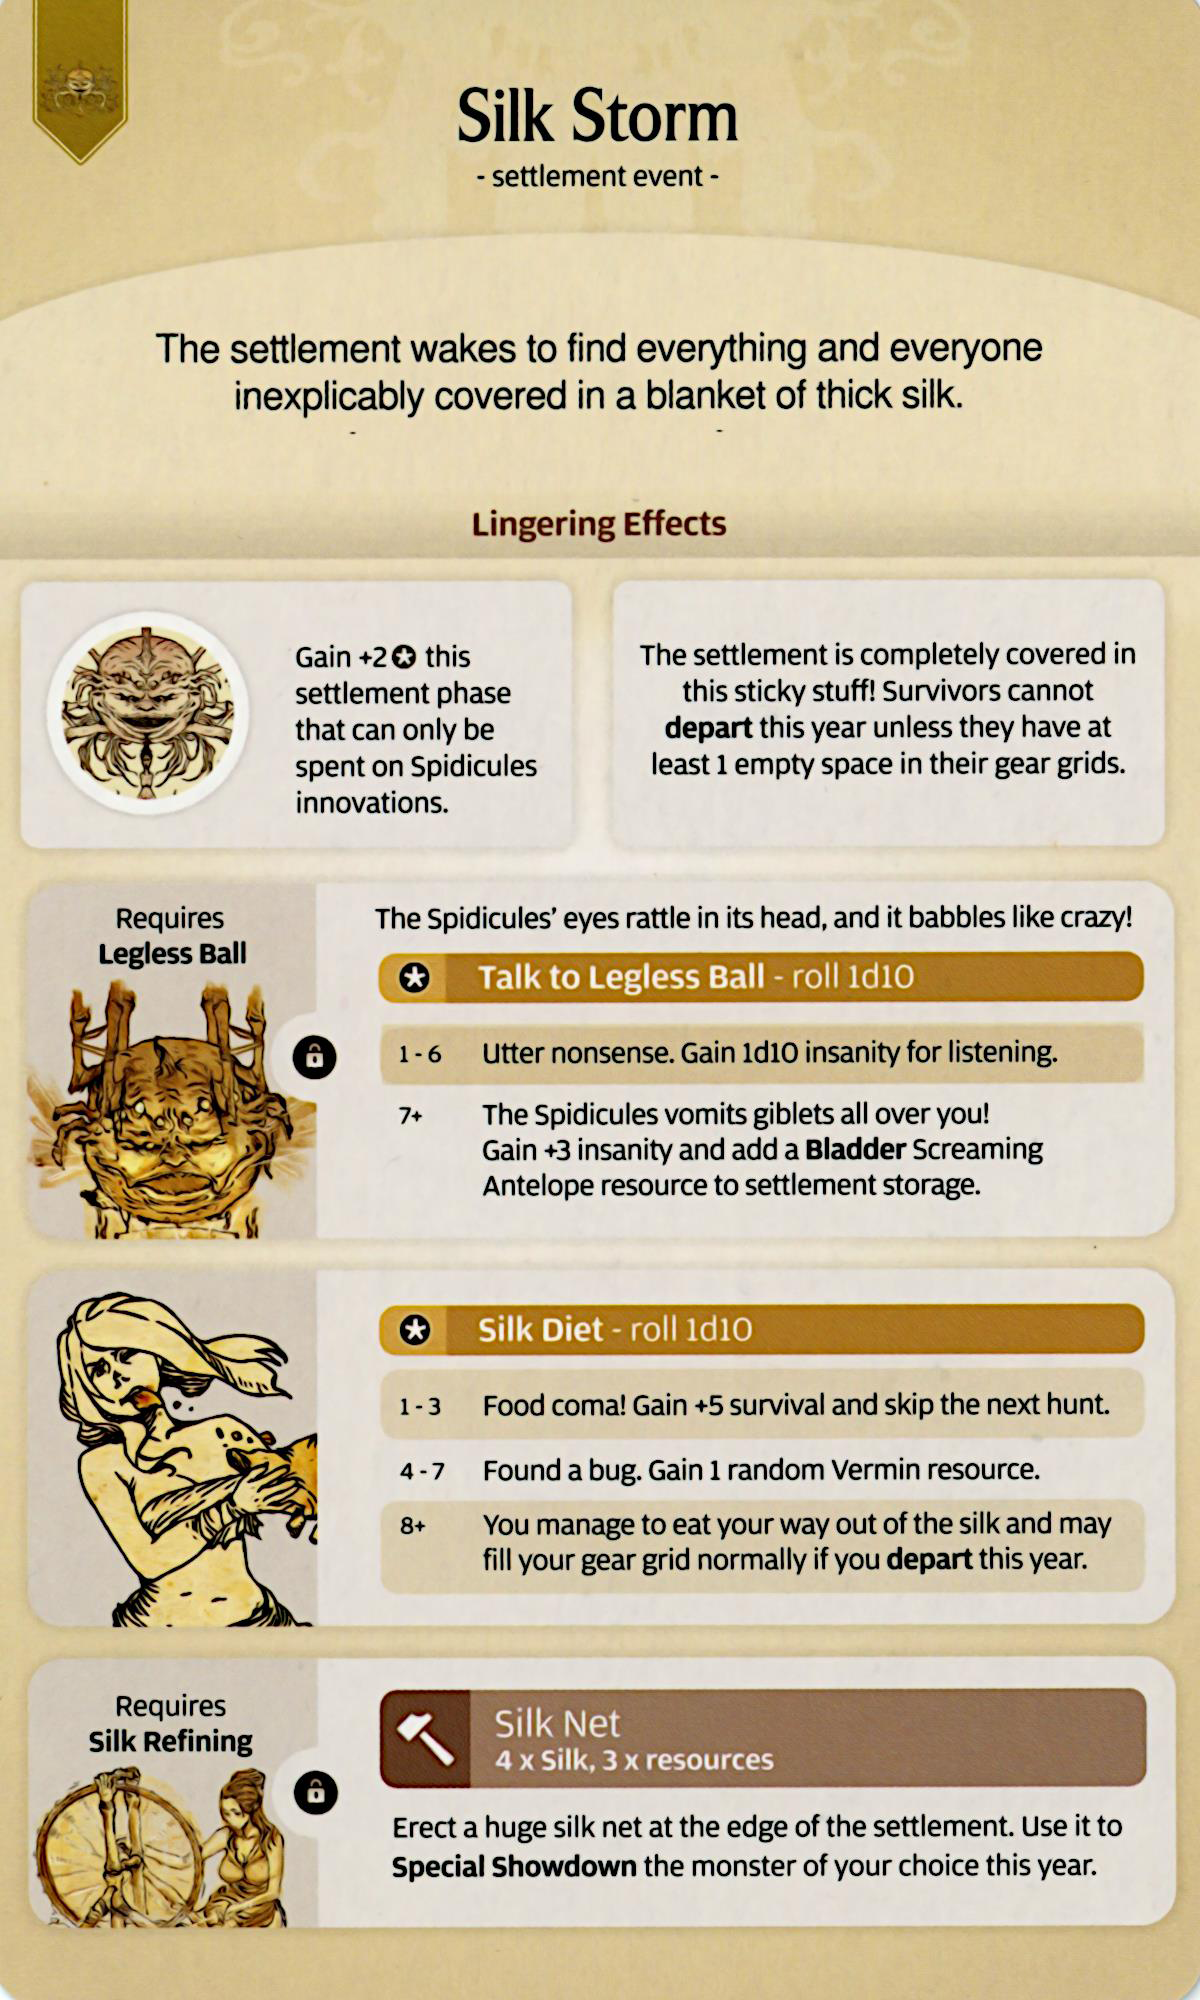 Silk Storm
- settlement event -
The settlement wakes to find everything and everyone
inexplicably covered in a blanket of thick silk.
Lingering Effects
Gain +2 this
settlement phase
that can only be
spent on Spidicules
innovations.
The settlement is completely covered in
this sticky stuff! Survivors cannot
depart this year unless they have at
least 1 empty space in their gear grids.
Requires
Legless Ball
The Spidicules' eyes rattle in its head, and it babbles like crazy!
Talk to Legless Ball - roll 1d10
1 - 6 Utter nonsense. Gain 1d10 insanity for listening.
7+ The Spidicules vomits giblets all over you!
Gain +3 insanity and add a Bladder Screaming
Antelope resource to settlement storage.
Silk Diet - roll 1d10
1 - 3 Food coma! Gain +5 survival and skip the next hunt.
4 - 7 Found a bug. Gain 1 random Vermin resource.
8+ You manage to eat your way out of the silk and may
fill your gear grid normally if you depart this year.
Requires
Silk Refining
Silk Net
4 x Silk, 3 x resources
Erect a huge silk net at the edge of the settlement. Use it to
Special Showdown the monster of your choice this year.